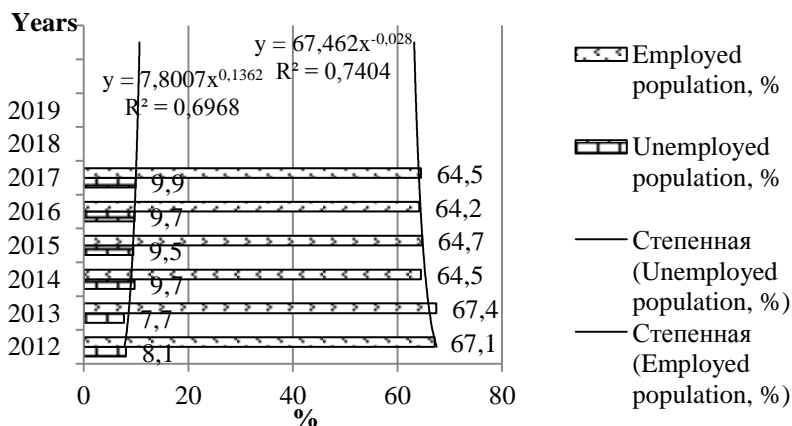 Years
y = 67,462x^-0,028
R² = 0,7404
y = 7,8007x^0,1362
R² = 0,6968
2019
2018
2017
64,5
9,9
2016
64,2
9,7
2015
64,7
9,5
2014
64,5
9,7
2013
67,4
7,7
2012
67,1
8,1
0
20
40
60
80
%
Employed
population, %
Unemployed
population, %
Степенная
(Unemployed
population, %)
Степенная
(Employed
population, %)